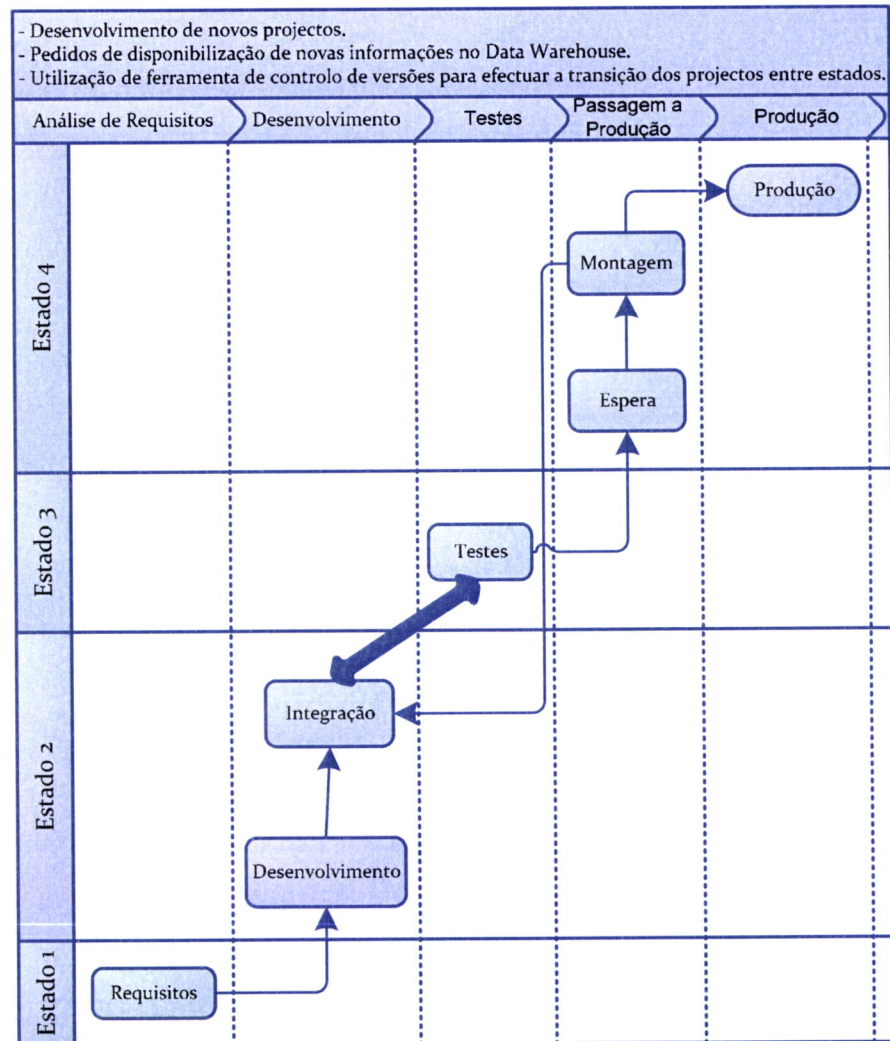 - Desenvolvimento de novos projectos.
- Pedidos de disponibilização de novas informações no Data Warehouse.
- Utilização de ferramenta de controlo de versões para efectuar a transição dos projectos entre estados.
Análise de Requisitos
Desenvolvimento
Testes
Passagem a
Produção
Produção
Estado 4
Produção
Montagem
Espera
Estado 3
Testes
Estado 2
Integração
Desenvolvimento
Estado 1
Requisitos